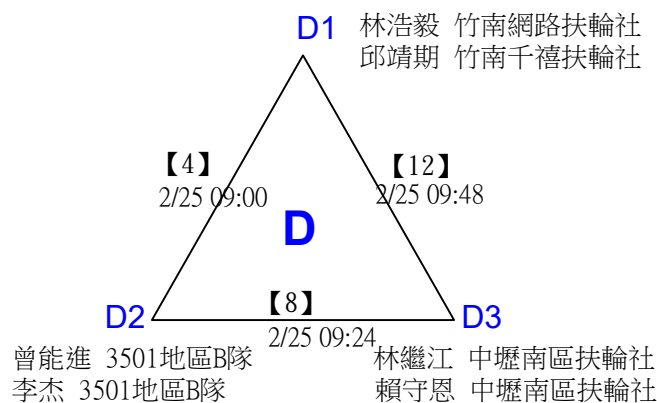 D1 林浩毅 竹南網路扶輪社
邱靖期 竹南千禧扶輪社
【4】 【12】
2/25 09:00 2/25 09:48
D
【8】
D2 D3
2/25 09:24
曾能進 3501地區B隊 林繼江 中壢南區扶輪社
李杰 3501地區B隊 賴守恩 中壢南區扶輪社